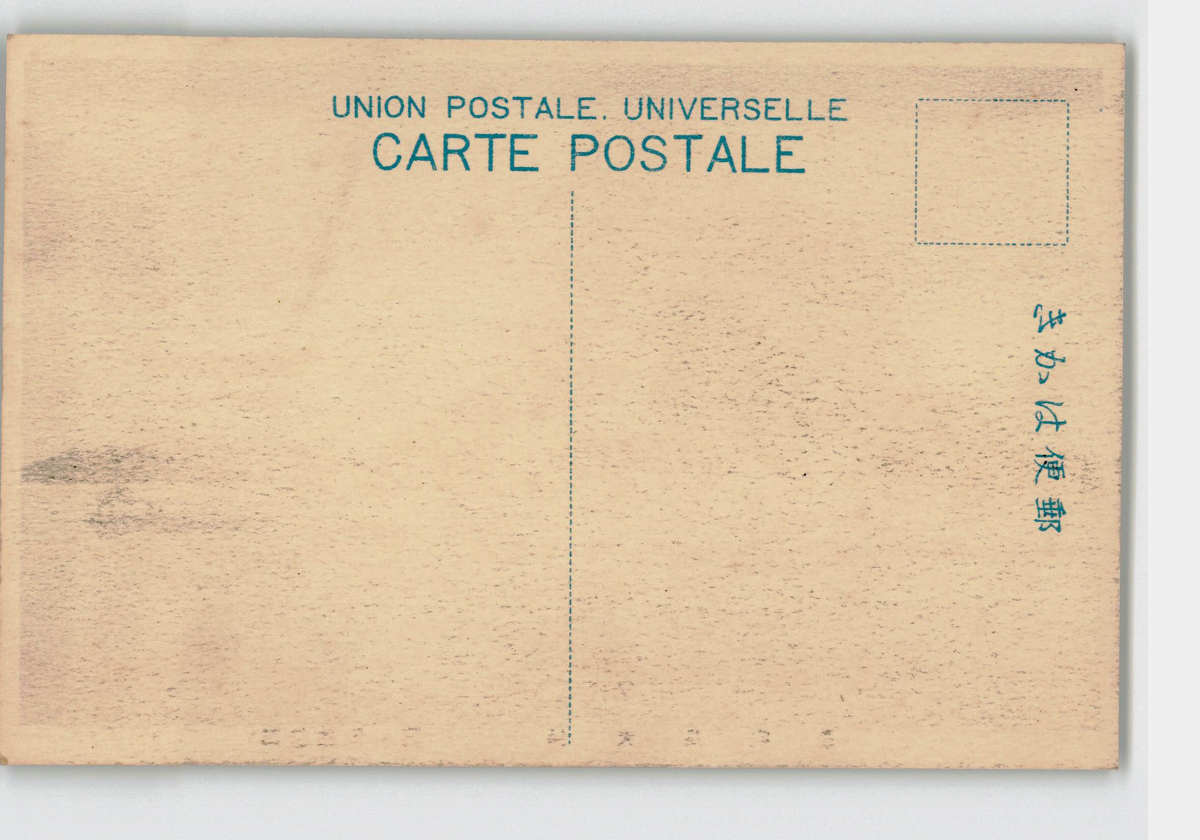 UNION POSTALE. UNIVERSELLE
CARTE POSTALE
きかは便郵